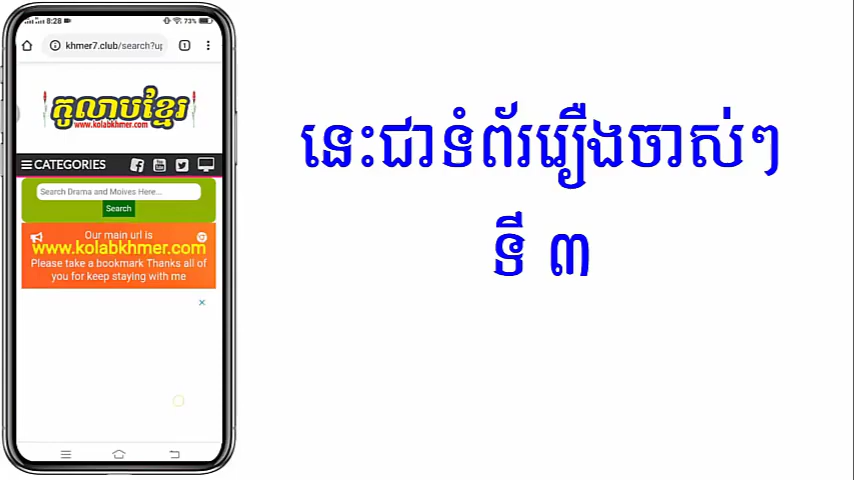 8:28
73%
khmer7.club/search?up
1
កូលាបខ្មែរ
www.kolabkhmer.com
CATEGORIES
Search Drama and Moives Here...
Search
Our main url is
www.kolabkhmer.com
Please take a bookmark Thanks all of
you for keep staying with me
នេះជាទំព័ររឿងចាស់ៗ
ទី ៣